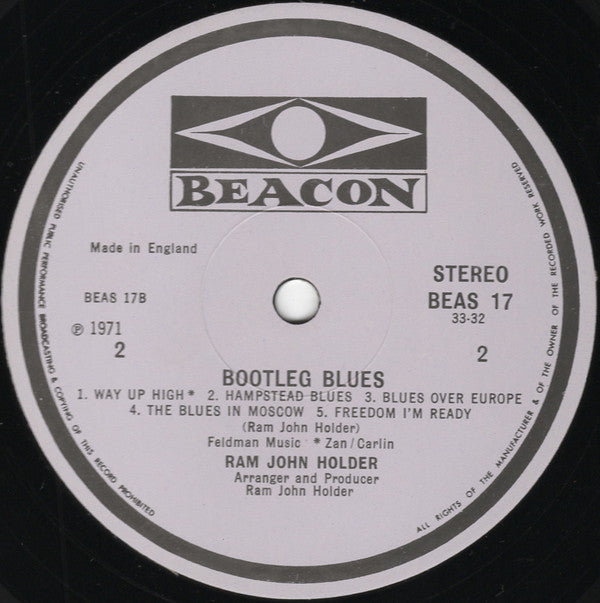 BEACON
Made in England
STEREO
BEAS 17B
BEAS 17
33-32
℗ 1971
2
2
BOOTLEG BLUES
1. WAY UP HIGH* 2. HAMPSTEAD BLUES 3. BLUES OVER EUROPE
4. THE BLUES IN MOSCOW 5. FREEDOM I'M READY
(Ram John Holder)
Feldman Music * Zan/Carlin
RAM JOHN HOLDER
Arranger and Producer
Ram John Holder
UNAUTHORISED PUBLIC PERFORMANCE BROADCASTING & COPYING OF THIS RECORD PROHIBITED
ALL RIGHTS OF THE MANUFACTURER & OF THE OWNER OF THE RECORDED WORK RESERVED